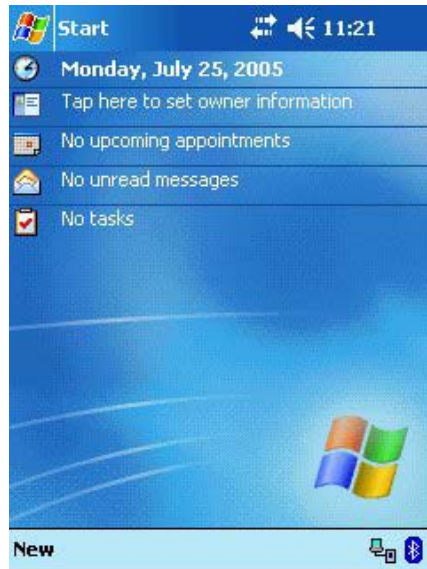 Start 11:21
Monday, July 25, 2005
Tap here to set owner information
No upcoming appointments
No unread messages
No tasks
New